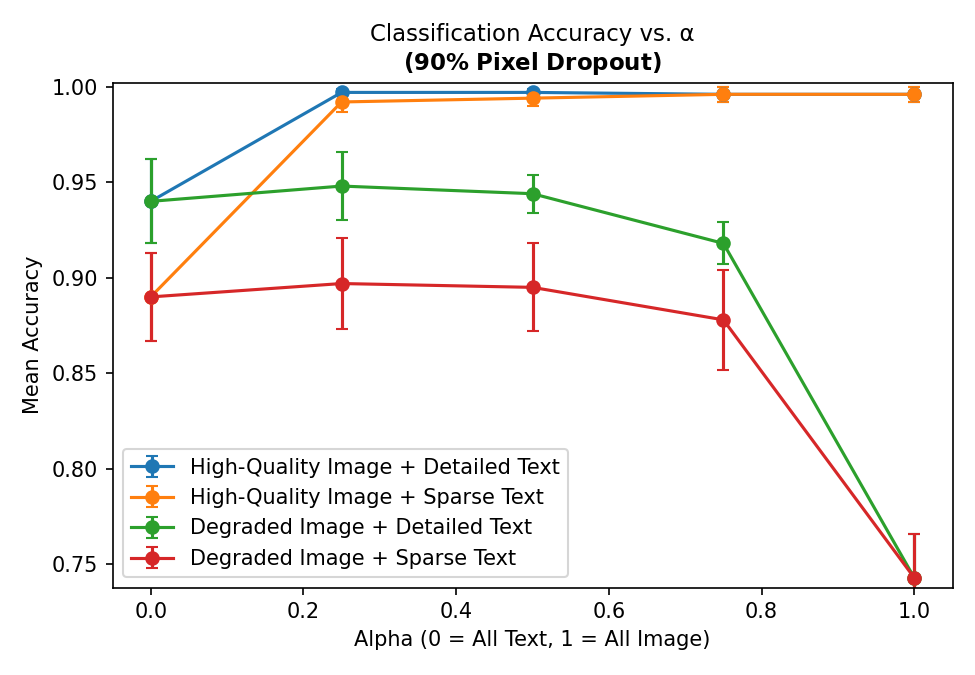 Classification Accuracy vs. α
(90% Pixel Dropout)
1.00
0.95
0.90
0.85
0.80
0.75
Mean Accuracy
High-Quality Image + Detailed Text
High-Quality Image + Sparse Text
Degraded Image + Detailed Text
Degraded Image + Sparse Text
0.0 0.2 0.4 0.6 0.8 1.0
Alpha (0 = All Text, 1 = All Image)